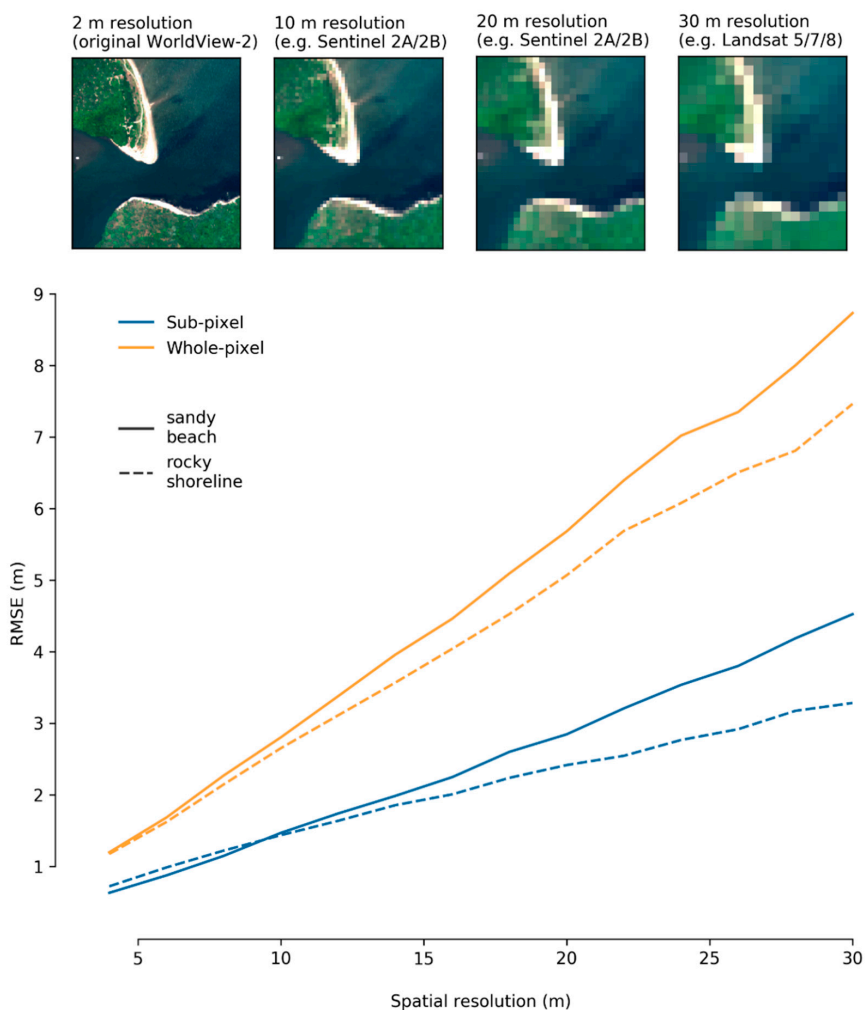 2 m resolution
(original WorldView-2)
10 m resolution
(e.g. Sentinel 2A/2B)
20 m resolution
(e.g. Sentinel 2A/2B)
30 m resolution
(e.g. Landsat 5/7/8)
9
8
7
6
5
4
3
2
1
RMSE (m)
Sub-pixel
Whole-pixel
sandy
beach
rocky
shoreline
5
10
15
20
25
30
Spatial resolution (m)